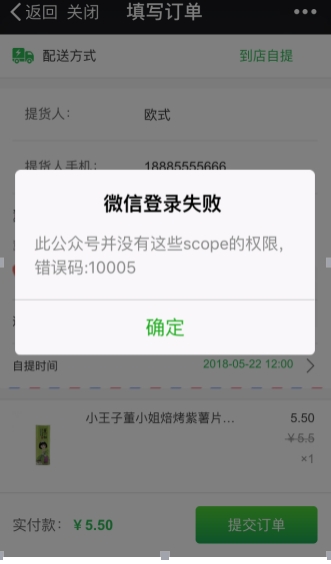 返回 关闭 填写订单
配送方式 到店自提
提货人: 欧式
提货人手机: 18885555666
微信登录失败
此公众号并没有这些scope的权限,
错误码:10005
确定
自提时间 2018-05-22 12:00
小王子董小姐焙烤紫薯片... 5.50
¥5.5
×1
实付款: ¥5.50 提交订单